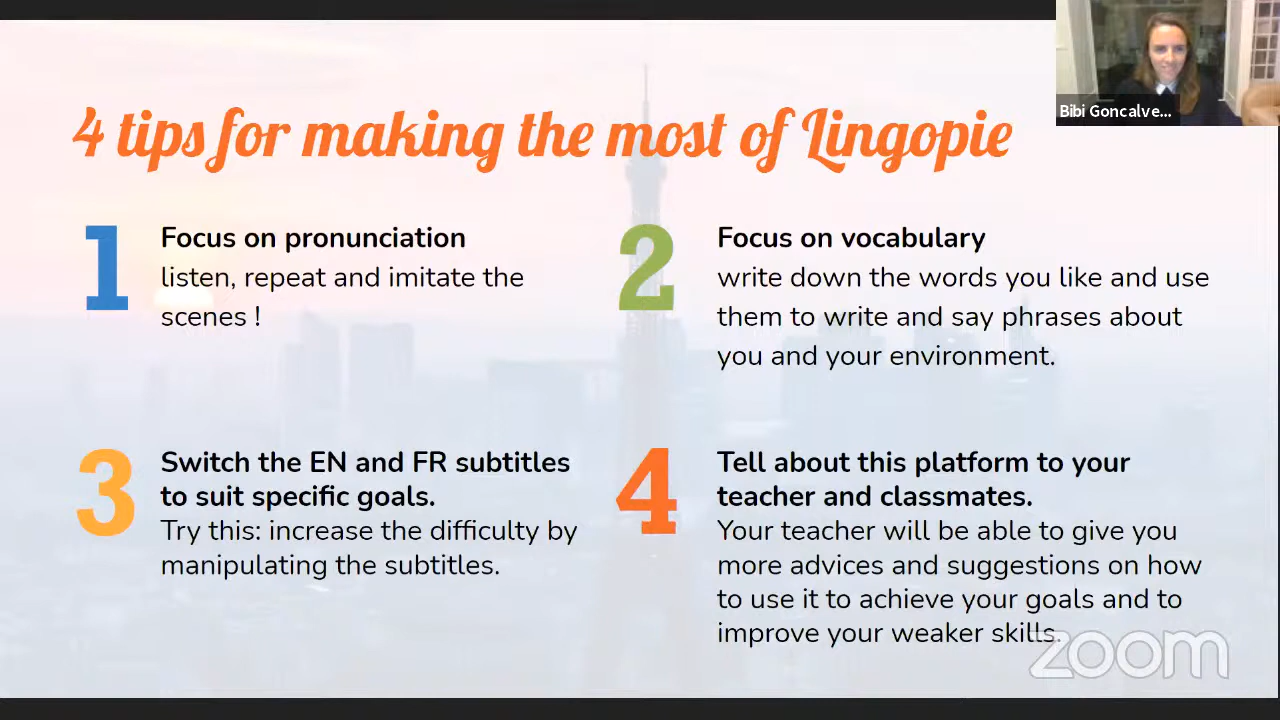 4 tips for making the most of Lingopie
Bibi Goncalve...
1
Focus on pronunciation
listen, repeat and imitate the
scenes !
2
Focus on vocabulary
write down the words you like and use
them to write and say phrases about
you and your environment.
3
Switch the EN and FR subtitles
to suit specific goals.
Try this: increase the difficulty by
manipulating the subtitles.
4
Tell about this platform to your
teacher and classmates.
Your teacher will be able to give you
more advices and suggestions on how
to use it to achieve your goals and to
improve your weaker skills.
zoom